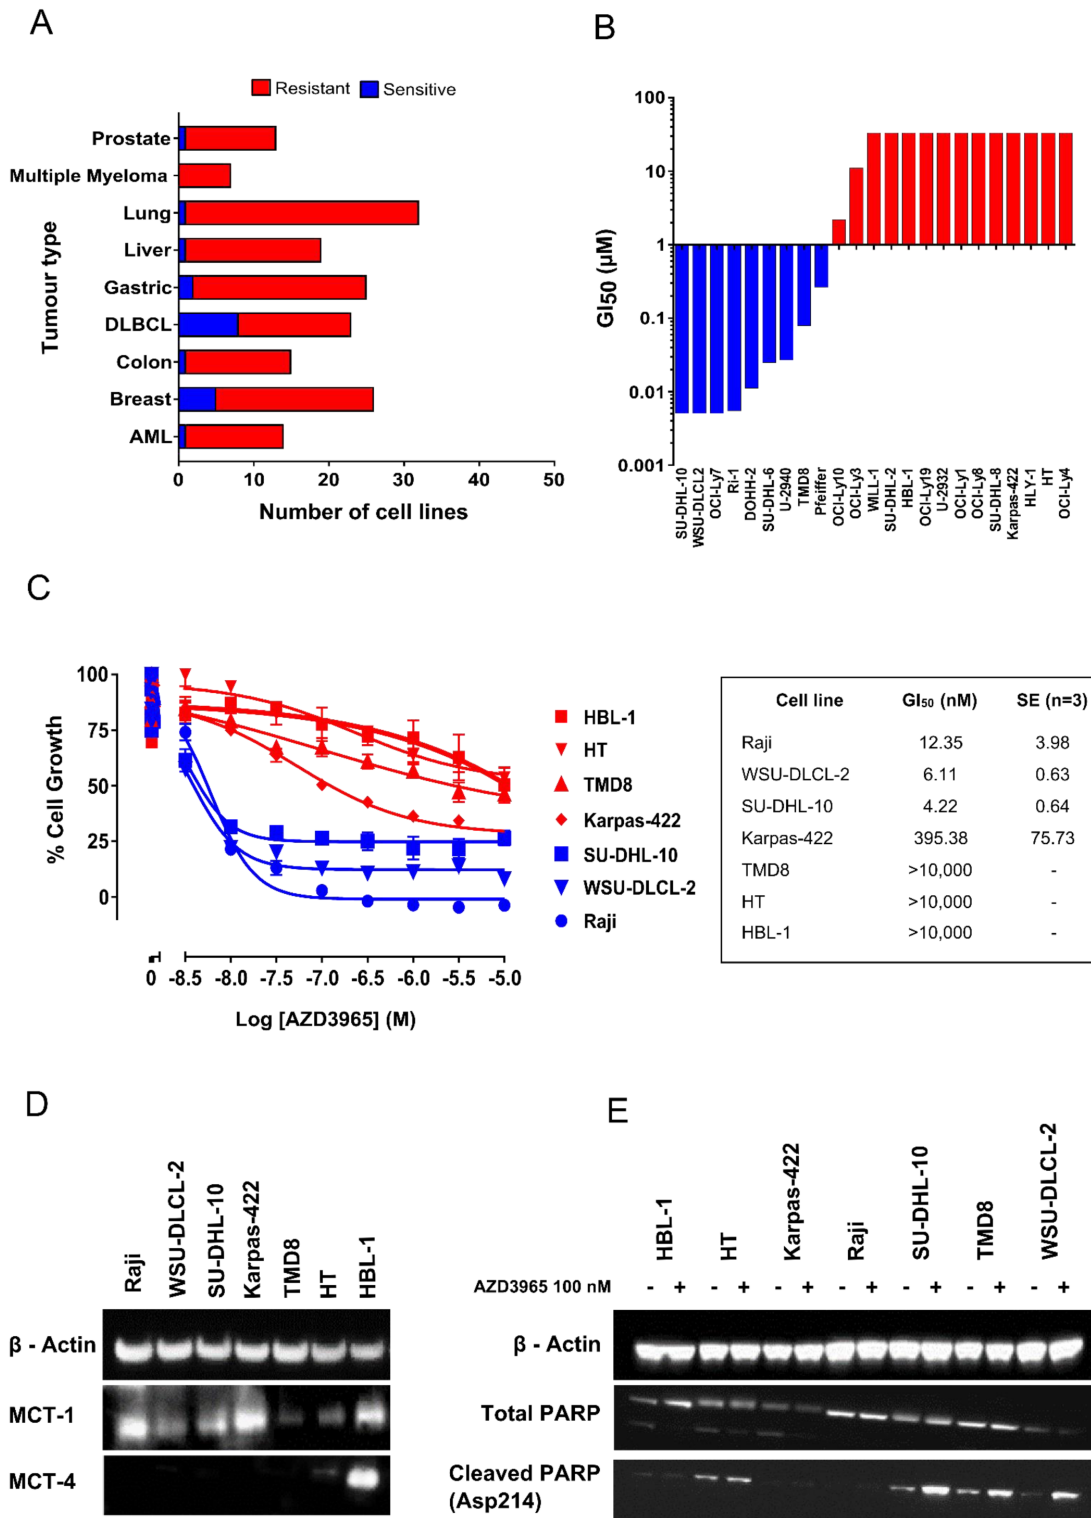 A
Resistant Sensitive
Tumour type
Prostate
Multiple Myeloma
Lung
Liver
Gastric
DLBCL
Colon
Breast
AML
0 10 20 30 40 50
Number of cell lines
B
GI50 (µM)
100
10
1
0.1
0.01
0.001
SU-DHL-10
WSU-DLCL2
OCI-Ly7
Ri-1
DOHH-2
SU-DHL-6
U-2940
TMD8
Pfeiffer
OCI-Ly10
OCI-Ly3
WILL-1
SU-DHL-2
HBL-1
OCI-Ly19
U-2932
OCI-Ly1
OCI-Ly8
SU-DHL-8
Karpas-422
HLY-1
HT
OCI-Ly4
C
% Cell Growth
100
75
50
25
0
0 -8.5 -8.0 -7.5 -7.0 -6.5 -6.0 -5.5 -5.0
Log [AZD3965] (M)
HBL-1
HT
TMD8
Karpas-422
SU-DHL-10
WSU-DLCL-2
Raji
Cell line GI50 (nM) SE (n=3)
Raji 12.35 3.98
WSU-DLCL-2 6.11 0.63
SU-DHL-10 4.22 0.64
Karpas-422 395.38 75.73
TMD8 >10,000 -
HT >10,000 -
HBL-1 >10,000 -
D
Raji
WSU-DLCL-2
SU-DHL-10
Karpas-422
TMD8
HT
HBL-1
β - Actin
MCT-1
MCT-4
E
HBL-1
HT
Karpas-422
Raji
SU-DHL-10
TMD8
WSU-DLCL-2
AZD3965 100 nM - + - + - + - + - + - + - +
β - Actin
Total PARP
Cleaved PARP
(Asp214)